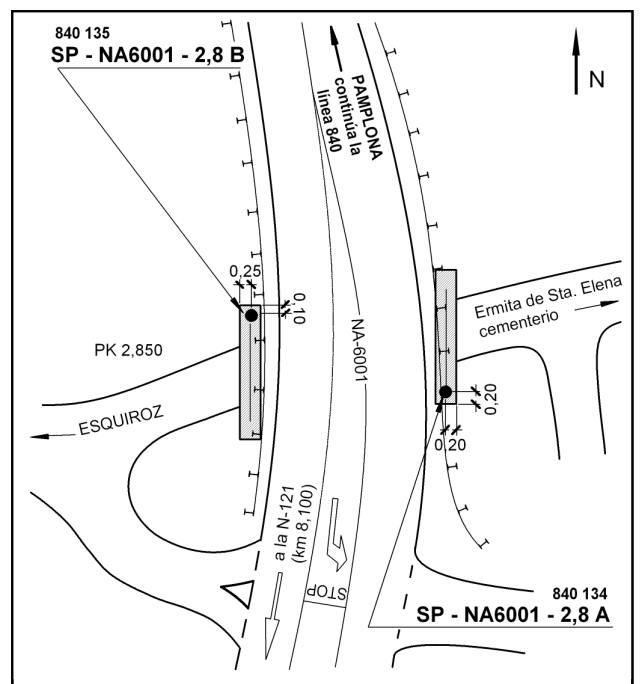 840 135
SP - NA6001 - 2,8 B
N
PAMPLONA
continúa la
línea 840
0,25
0,10
Ermita de Sta. Elena
cementerio
PK 2,850
NA-6001
0,20
0,20
ESQUIROZ
a la N-121
(km 8,100)
STOP
840 134
SP - NA6001 - 2,8 A